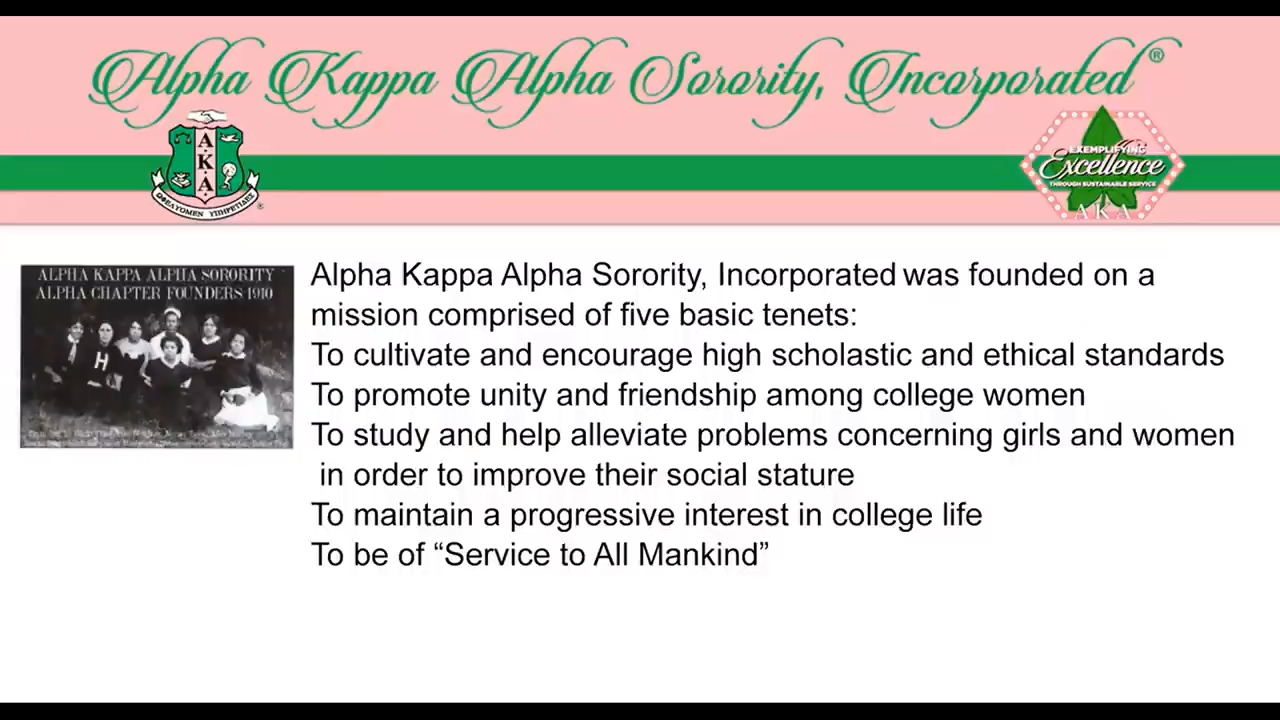 Alpha Kappa Alpha Sorority, Incorporated®
A.K.A.
EXEMPLIFYING
Excellence
THROUGH SUSTAINABLE SERVICE
AKA
ALPHA KAPPA ALPHA SORORITY
ALPHA CHAPTER FOUNDERS 1910
H
Alpha Kappa Alpha Sorority, Incorporated was founded on a
mission comprised of five basic tenets:
To cultivate and encourage high scholastic and ethical standards
To promote unity and friendship among college women
To study and help alleviate problems concerning girls and women
in order to improve their social stature
To maintain a progressive interest in college life
To be of “Service to All Mankind”